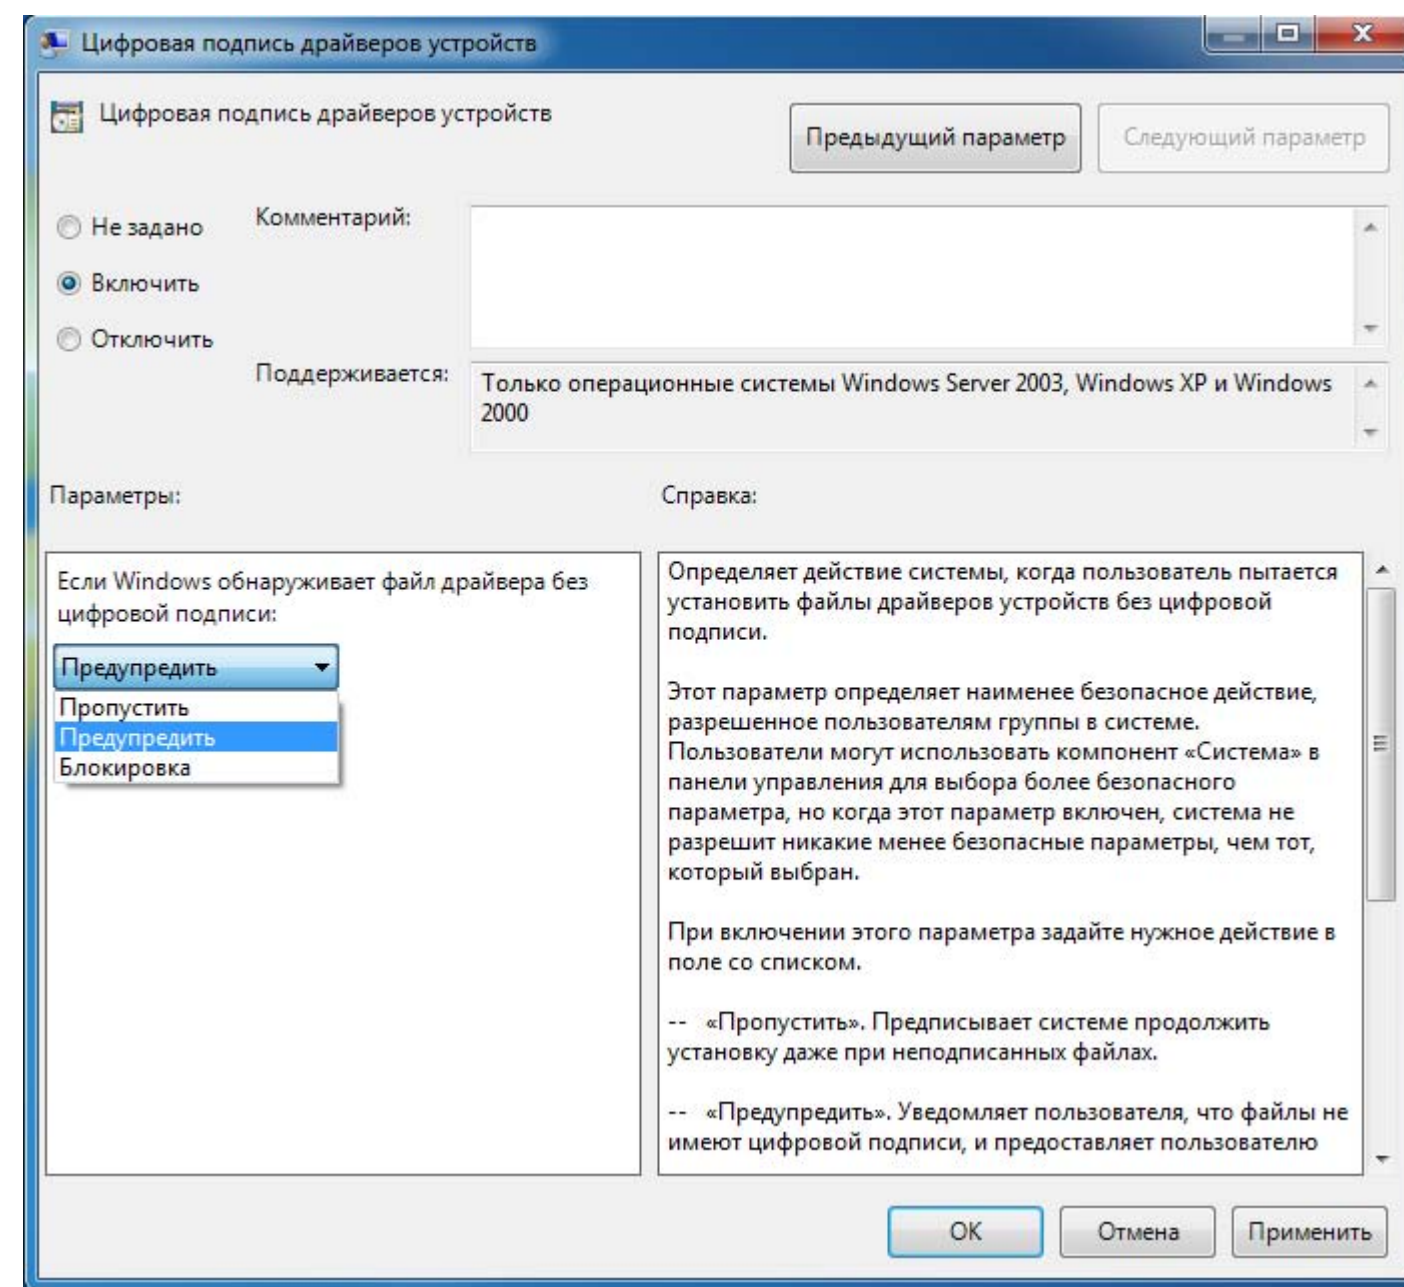 Цифровая подпись драйверов устройств
Цифровая подпись драйверов устройств
Предыдущий параметр
Следующий параметр
Не задано
Комментарий:
Включить
Отключить
Поддерживается:
Только операционные системы Windows Server 2003, Windows XP и Windows
2000
Параметры:
Справка:
Если Windows обнаруживает файл драйвера без
цифровой подписи:
Предупредить
Пропустить
Предупредить
Блокировка
Определяет действие системы, когда пользователь пытается
установить файлы драйверов устройств без цифровой
подписи.
Этот параметр определяет наименее безопасное действие,
разрешенное пользователям группы в системе.
Пользователи могут использовать компонент «Система» в
панели управления для выбора более безопасного
параметра, но когда этот параметр включен, система не
разрешит никакие менее безопасные параметры, чем тот,
который выбран.
При включении этого параметра задайте нужное действие в
поле со списком.
-- «Пропустить». Предписывает системе продолжить
установку даже при неподписанных файлах.
-- «Предупредить». Уведомляет пользователя, что файлы не
имеют цифровой подписи, и предоставляет пользователю
ОК
Отмена
Применить